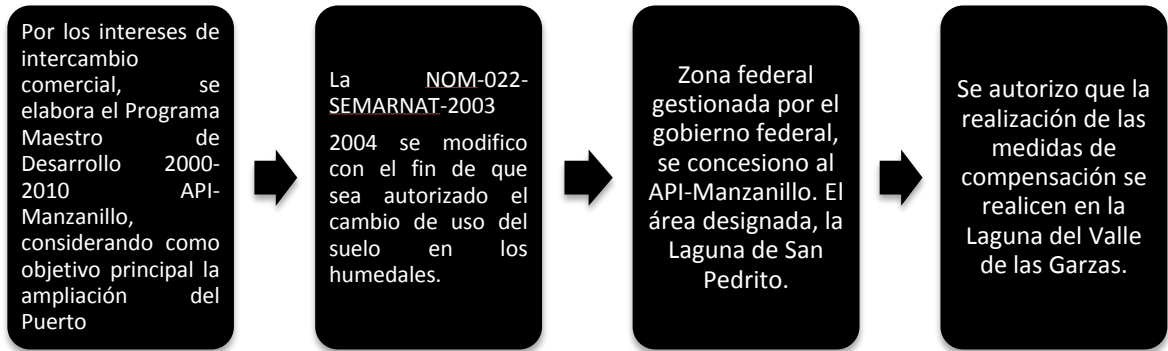 Por los intereses de
intercambio
comercial, se
elabora el Programa
Maestro de
Desarrollo 2000-
2010 API-
Manzanillo,
considerando como
objetivo principal la
ampliación del
Puerto
La NOM-022-
SEMARNAT-2003
2004 se modifico
con el fin de que
sea autorizado el
cambio de uso del
suelo en los
humedales.
Zona federal
gestionada por el
gobierno federal,
se concesiono al
API-Manzanillo. El
área designada, la
Laguna de San
Pedrito.
Se autorizo que la
realización de las
medidas de
compensación se
realicen en la
Laguna del Valle
de las Garzas.